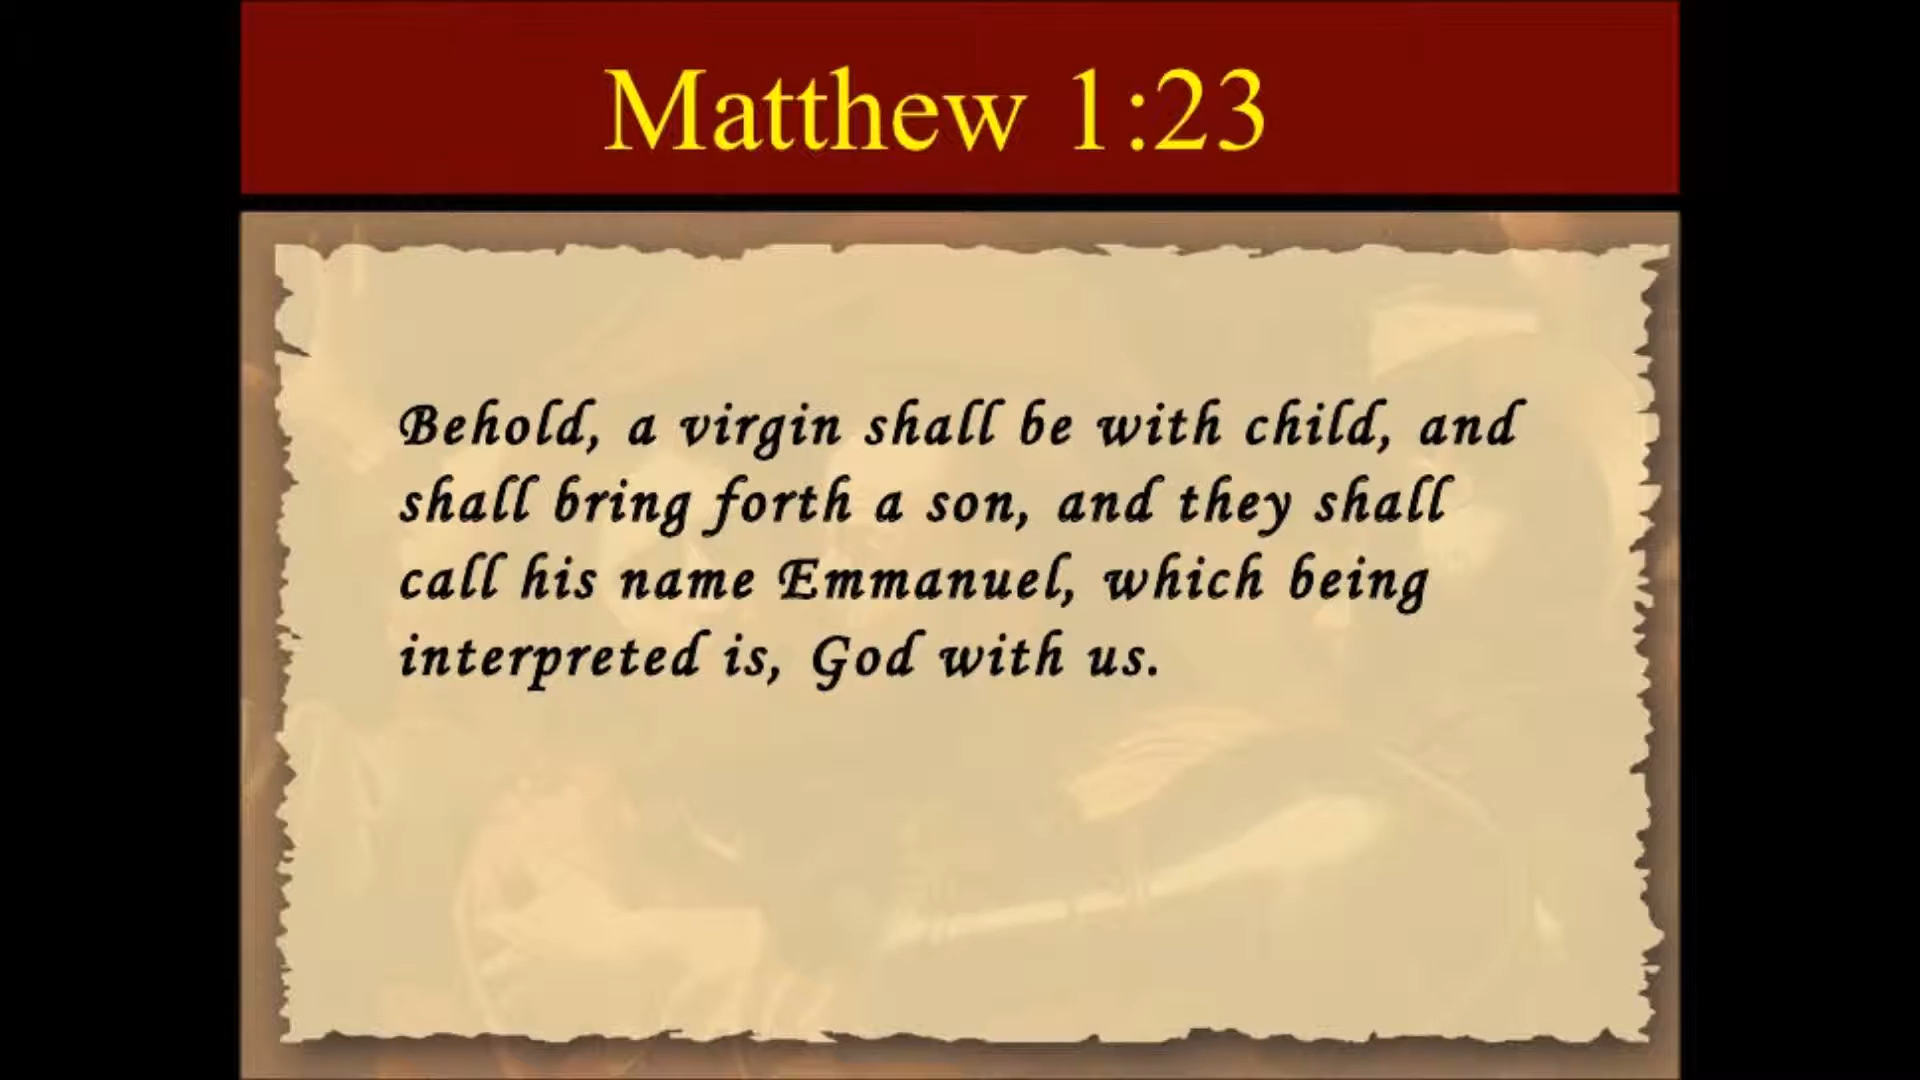 Matthew 1:23
Behold, a virgin shall be with child, and
shall bring forth a son, and they shall
call his name Emmanuel, which being
interpreted is, God with us.